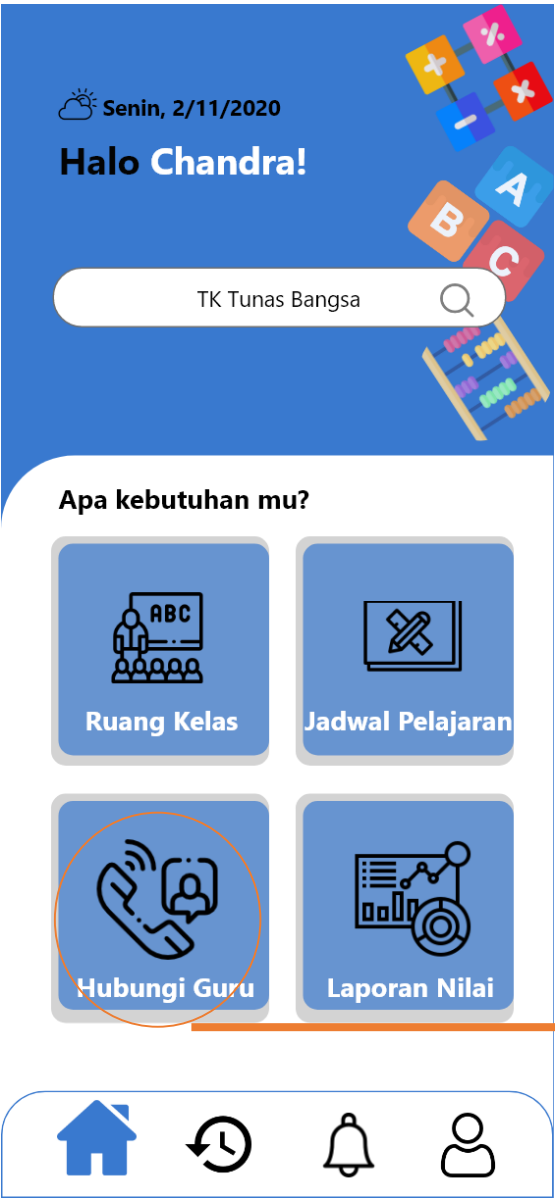 Senin, 2/11/2020
Halo Chandra!
A
B
C
TK Tunas Bangsa
Apa kebutuhan mu?
ABC
Ruang Kelas
Jadwal Pelajaran
Hubungi Guru
Laporan Nilai